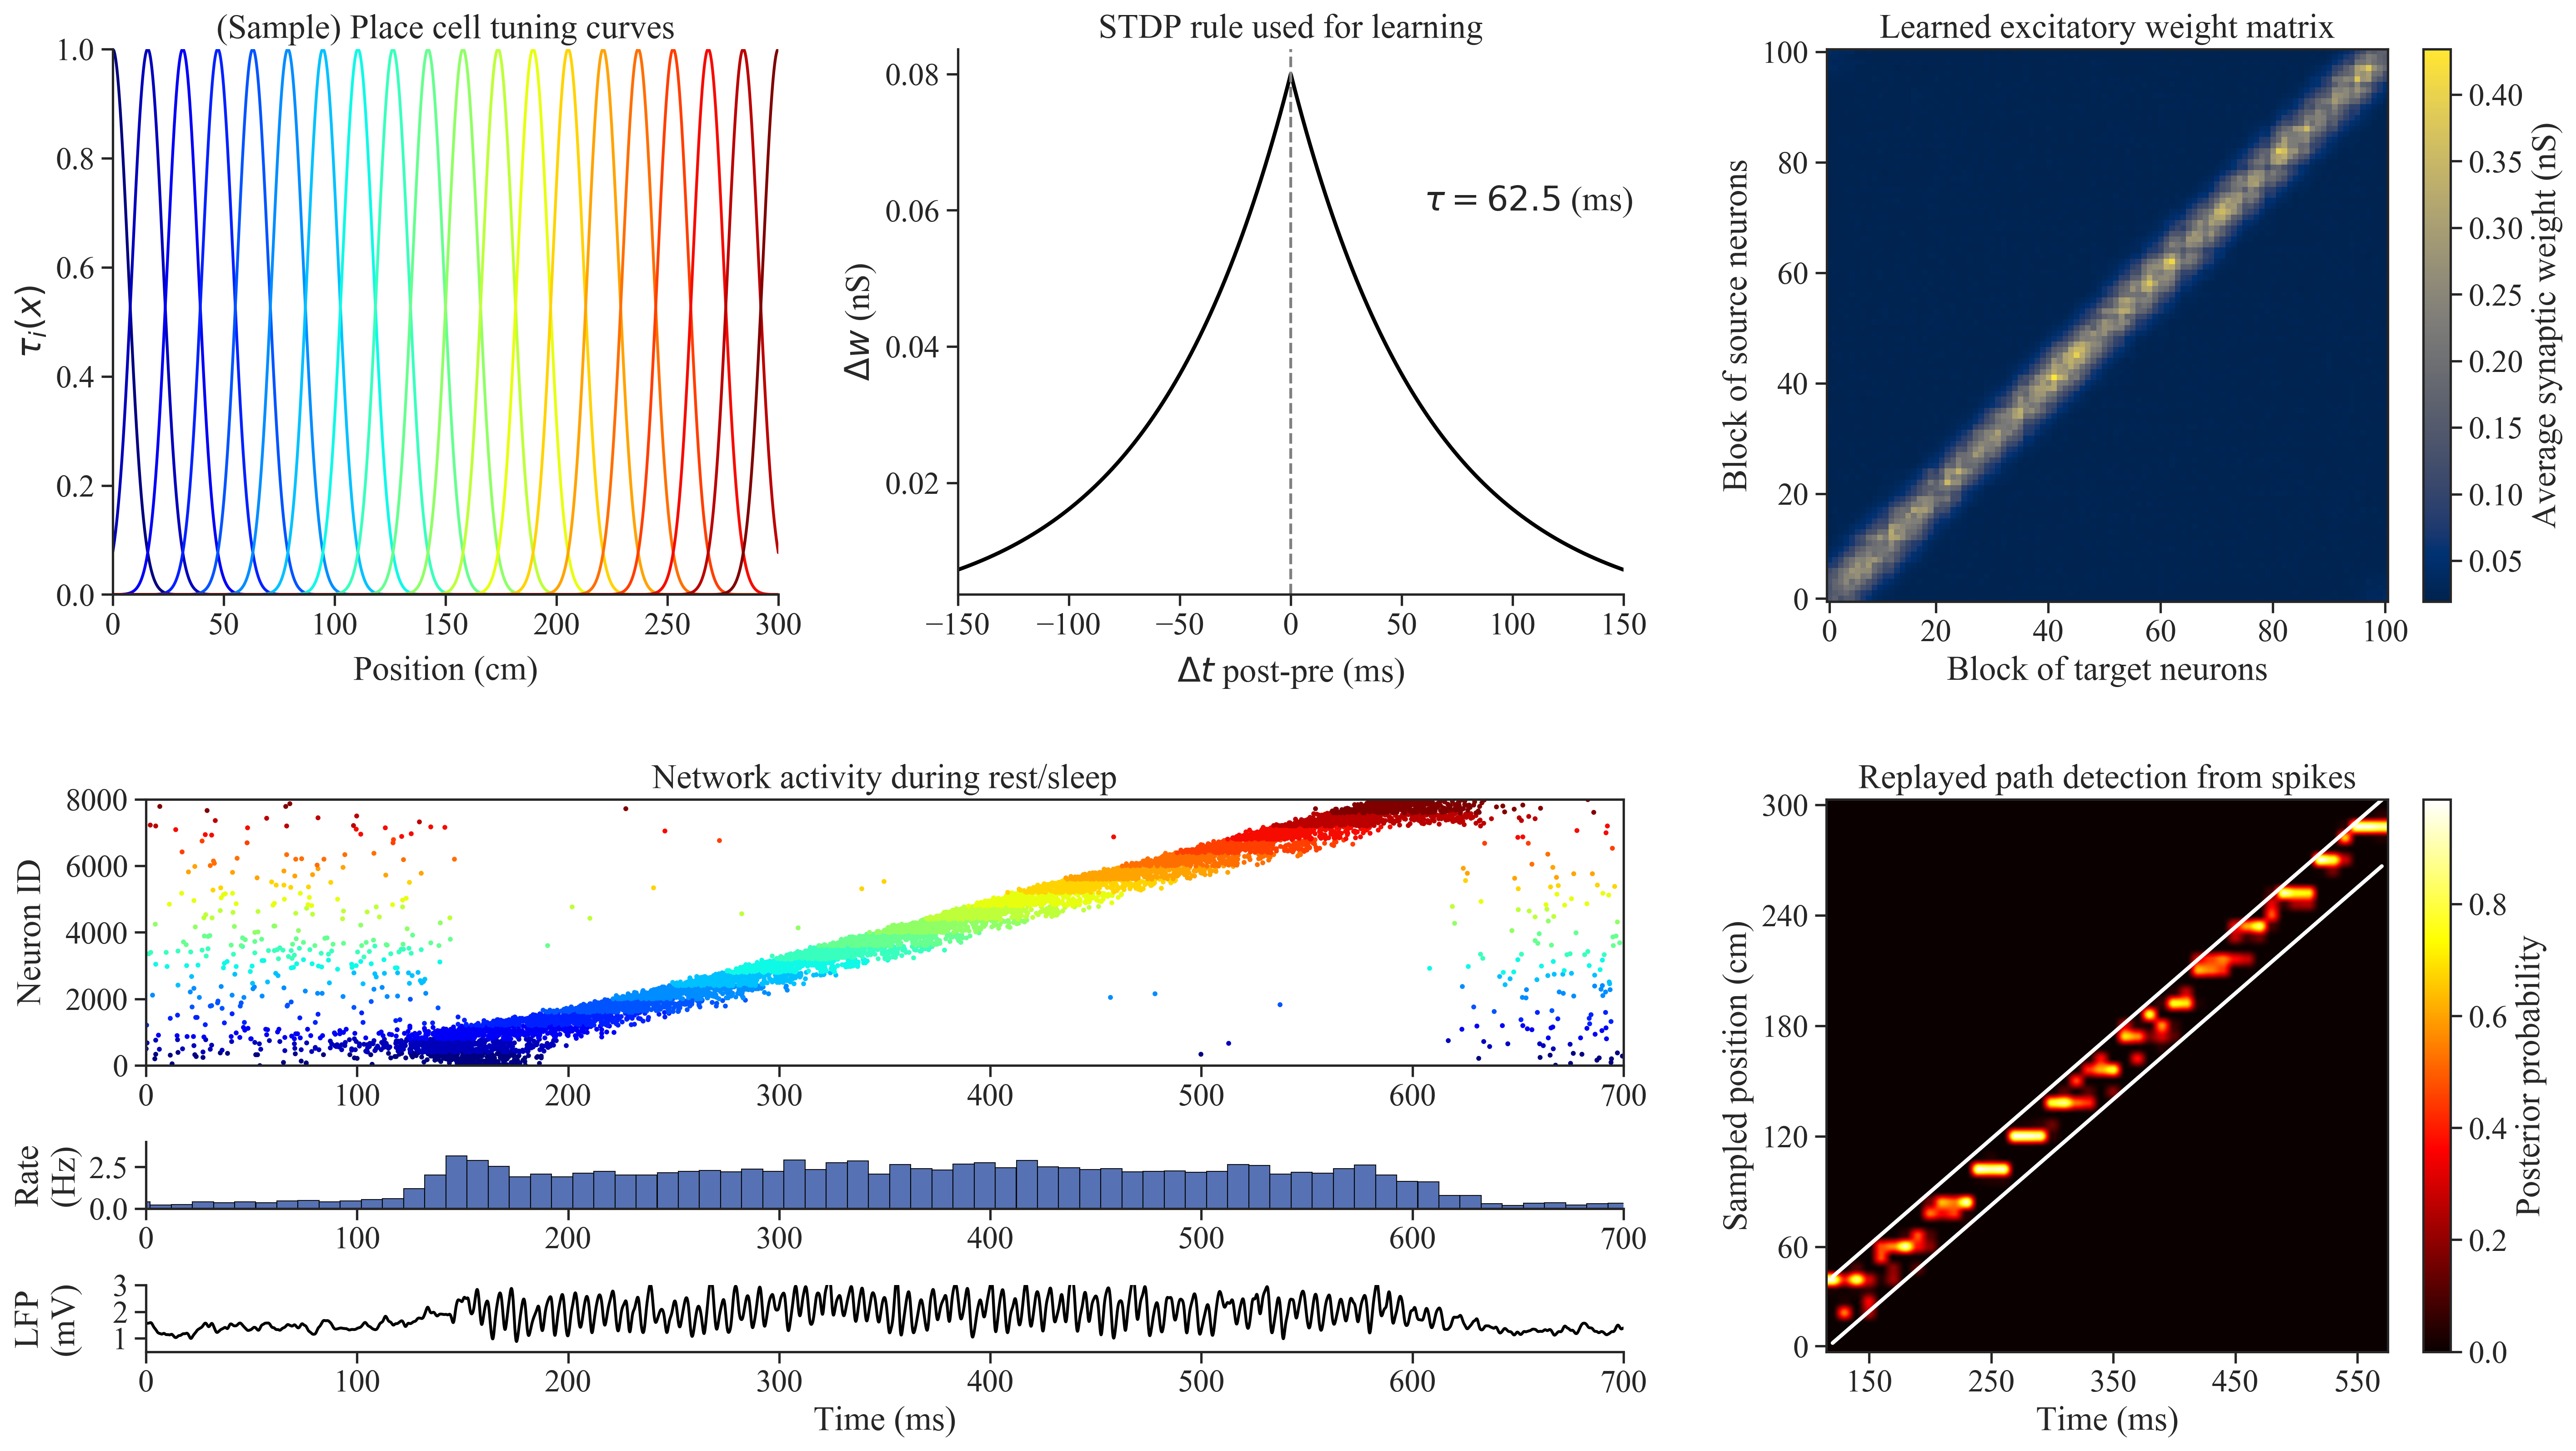 (Sample) Place cell tuning curves
1.0
0.8
0.6
0.4
0.2
0.0
τi(x)
0 50 100 150 200 250 300
Position (cm)
STDP rule used for learning
0.08
0.06
0.04
0.02
Δw (nS)
τ = 62.5 (ms)
−150 −100 −50 0 50 100 150
Δt post-pre (ms)
Learned excitatory weight matrix
100
80
60
40
20
0
Block of source neurons
0 20 40 60 80 100
Block of target neurons
0.40
0.35
0.30
0.25
0.20
0.15
0.10
0.05
Average synaptic weight (nS)
Network activity during rest/sleep
8000
6000
4000
2000
0
Neuron ID
0 100 200 300 400 500 600 700
Rate
(Hz)
2.5
0.0
0 100 200 300 400 500 600 700
LFP
(mV)
3
2
1
0 100 200 300 400 500 600 700
Time (ms)
Replayed path detection from spikes
300
240
180
120
60
0
Sampled position (cm)
150 250 350 450 550
Time (ms)
0.8
0.6
0.4
0.2
0.0
Posterior probability